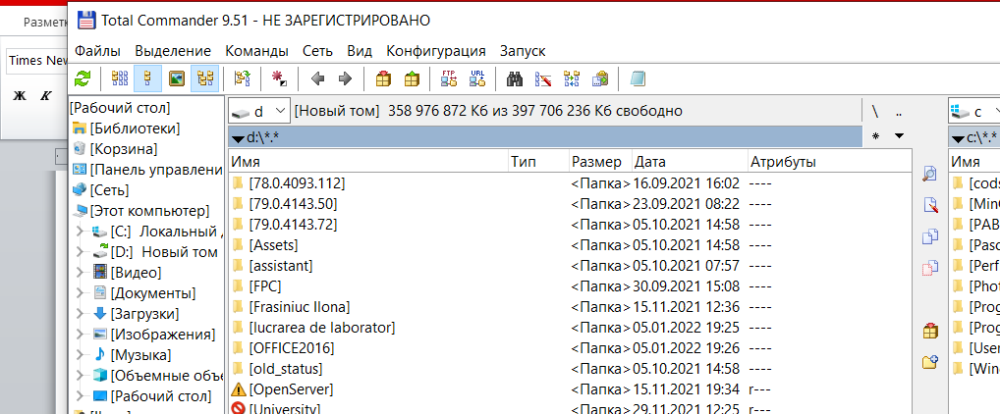 Разметк
Total Commander 9.51 - НЕ ЗАРЕГИСТРИРОВАНО
Файлы Выделение Команды Сеть Вид Конфигурация Запуск
Times New
Ж К
FTP URL
[Рабочий стол]
[Библиотеки]
[Корзина]
[Панель управлени
[Сеть]
[Этот компьютер]
[C:] Локальный д
[D:] Новый том
[Видео]
[Документы]
[Загрузки]
[Изображения]
[Музыка]
[Объемные объе
[Рабочий стол]
d [Новый том] 358 976 872 Кб из 397 706 236 Кб свободно \ ..
d:\*.* * 
Имя Тип Размер Дата Атрибуты
[78.0.4093.112] <Папка> 16.09.2021 16:02 ----
[79.0.4143.50] <Папка> 23.09.2021 08:22 ----
[79.0.4143.72] <Папка> 05.10.2021 14:58 ----
[Assets] <Папка> 05.10.2021 14:58 ----
[assistant] <Папка> 05.10.2021 07:57 ----
[FPC] <Папка> 30.09.2021 15:08 ----
[Frasiniuc Ilona] <Папка> 15.11.2021 12:36 ----
[lucrarea de laborator] <Папка> 05.01.2022 19:25 ----
[OFFICE2016] <Папка> 05.01.2022 19:26 ----
[old_status] <Папка> 05.10.2021 14:58 ----
[OpenServer] <Папка> 15.11.2021 19:34 r---
[University] <Папка> 29.11.2021 12:25 r---
c
c:\*.*
Имя
[cods
[MinG
[PAB
[Pasc
[Perf
[Phot
[Prog
[Prog
[User
[Wind